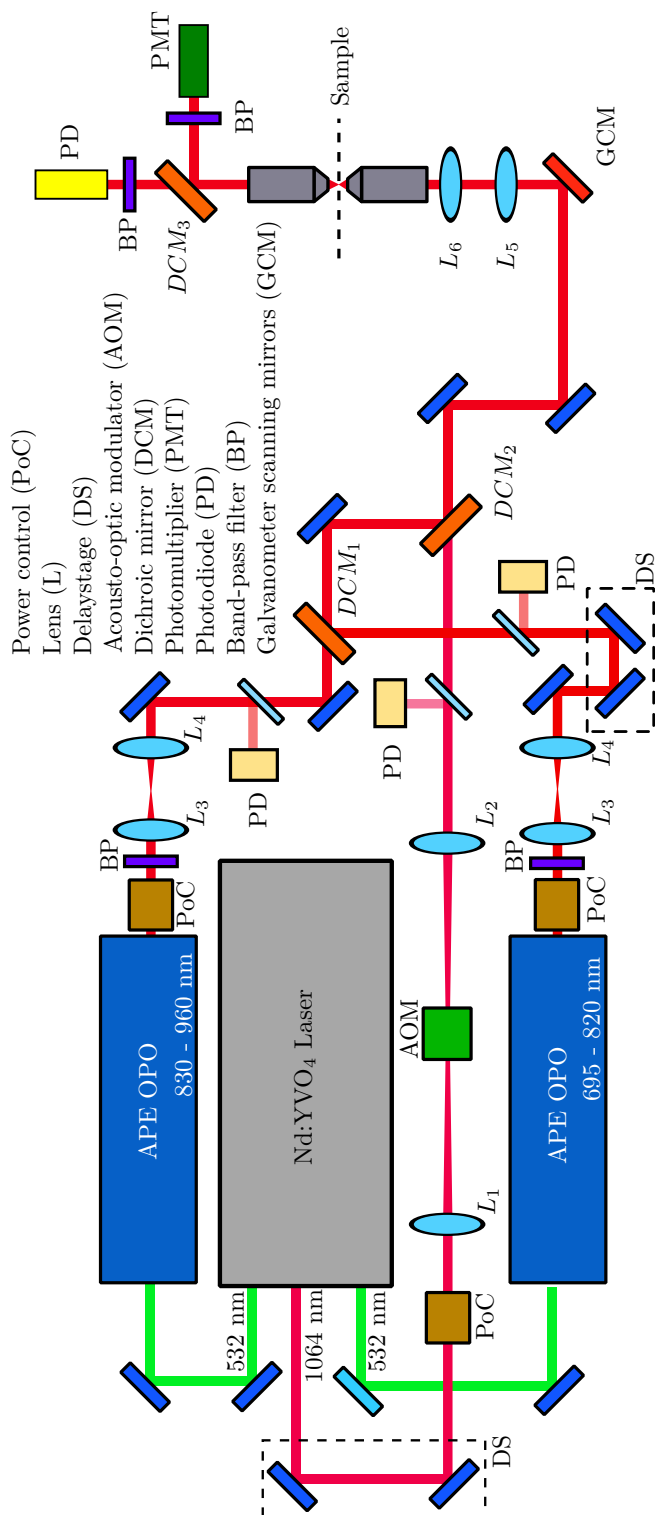 Power control (PoC)
Lens (L)
Delaystage (DS)
Acousto-optic modulator (AOM)
Dichroic mirror (DCM)
Photomultiplier (PMT)
Photodiode (PD)
Band-pass filter (BP)
Galvanometer scanning mirrors (GCM)
PD
PMT
BP
BP
DCM3
Sample
L6
L5
GCM
APE OPO
830 - 960 nm
PoC
BP
L3
L4
PD
DCM1
DCM2
532 nm
1064 nm
532 nm
Nd:YVO4 Laser
PoC
L1
AOM
L2
PD
DS
APE OPO
695 - 820 nm
PoC
BP
L3
L4
PD
DS